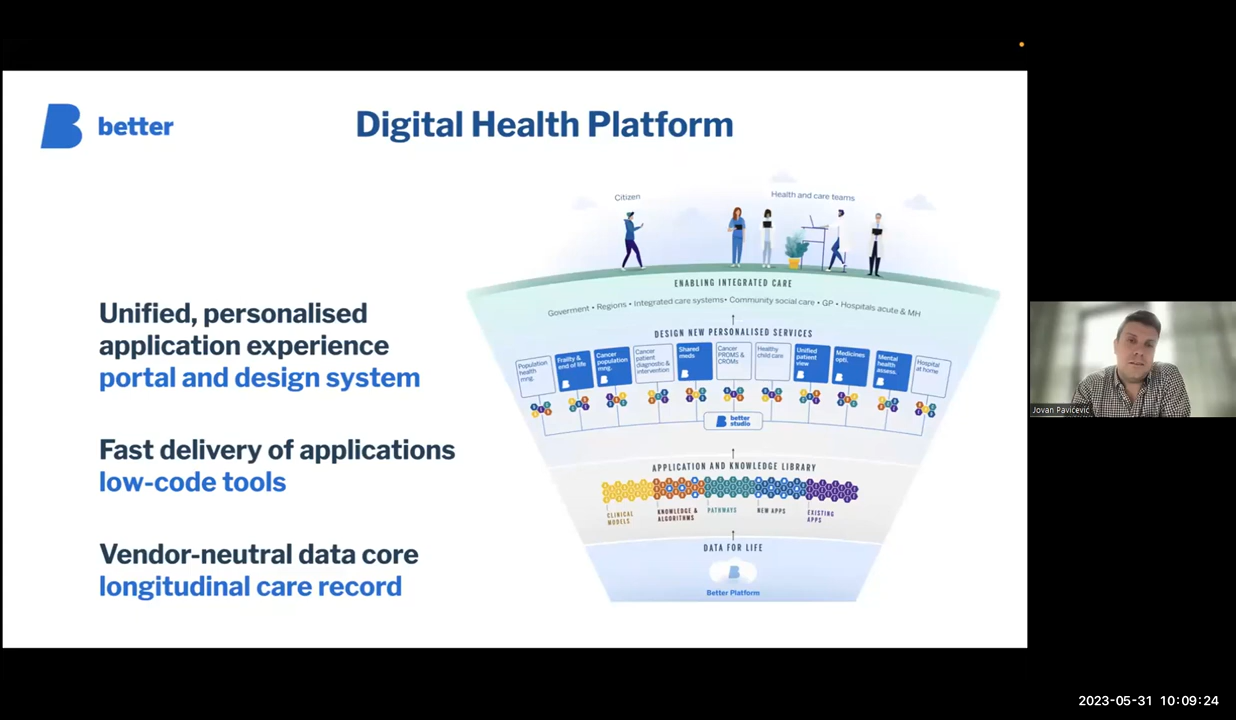 better
Digital Health Platform
Unified, personalised
application experience
portal and design system
Fast delivery of applications
low-code tools
Vendor-neutral data core
longitudinal care record
Citizen
Health and care teams
ENABLING INTEGRATED CARE
Goverment • Regions • Integrated care systems • Community social care • GP • Hospitals acute & MH
DESIGN NEW PERSONALISED SERVICES
Population
health
mng.
Frailty &
end of life
Cancer
population
mng.
Cancer
patient
diagnostic &
intervention
Shared
meds
Cancer
PROMS &
CROMs
Healthy
child care
Unified
patient
view
Medicines
opti.
Mental
health
assess.
Hospital
at home
better
studio
APPLICATION AND KNOWLEDGE LIBRARY
CLINICAL
MODELS
KNOWLEDGE &
ALGORITHMS
PATHWAYS
NEW APPS
EXISTING
APPS
DATA FOR LIFE
Better Platform
Jovan Pavicevic
2023-05-31 10:09:24